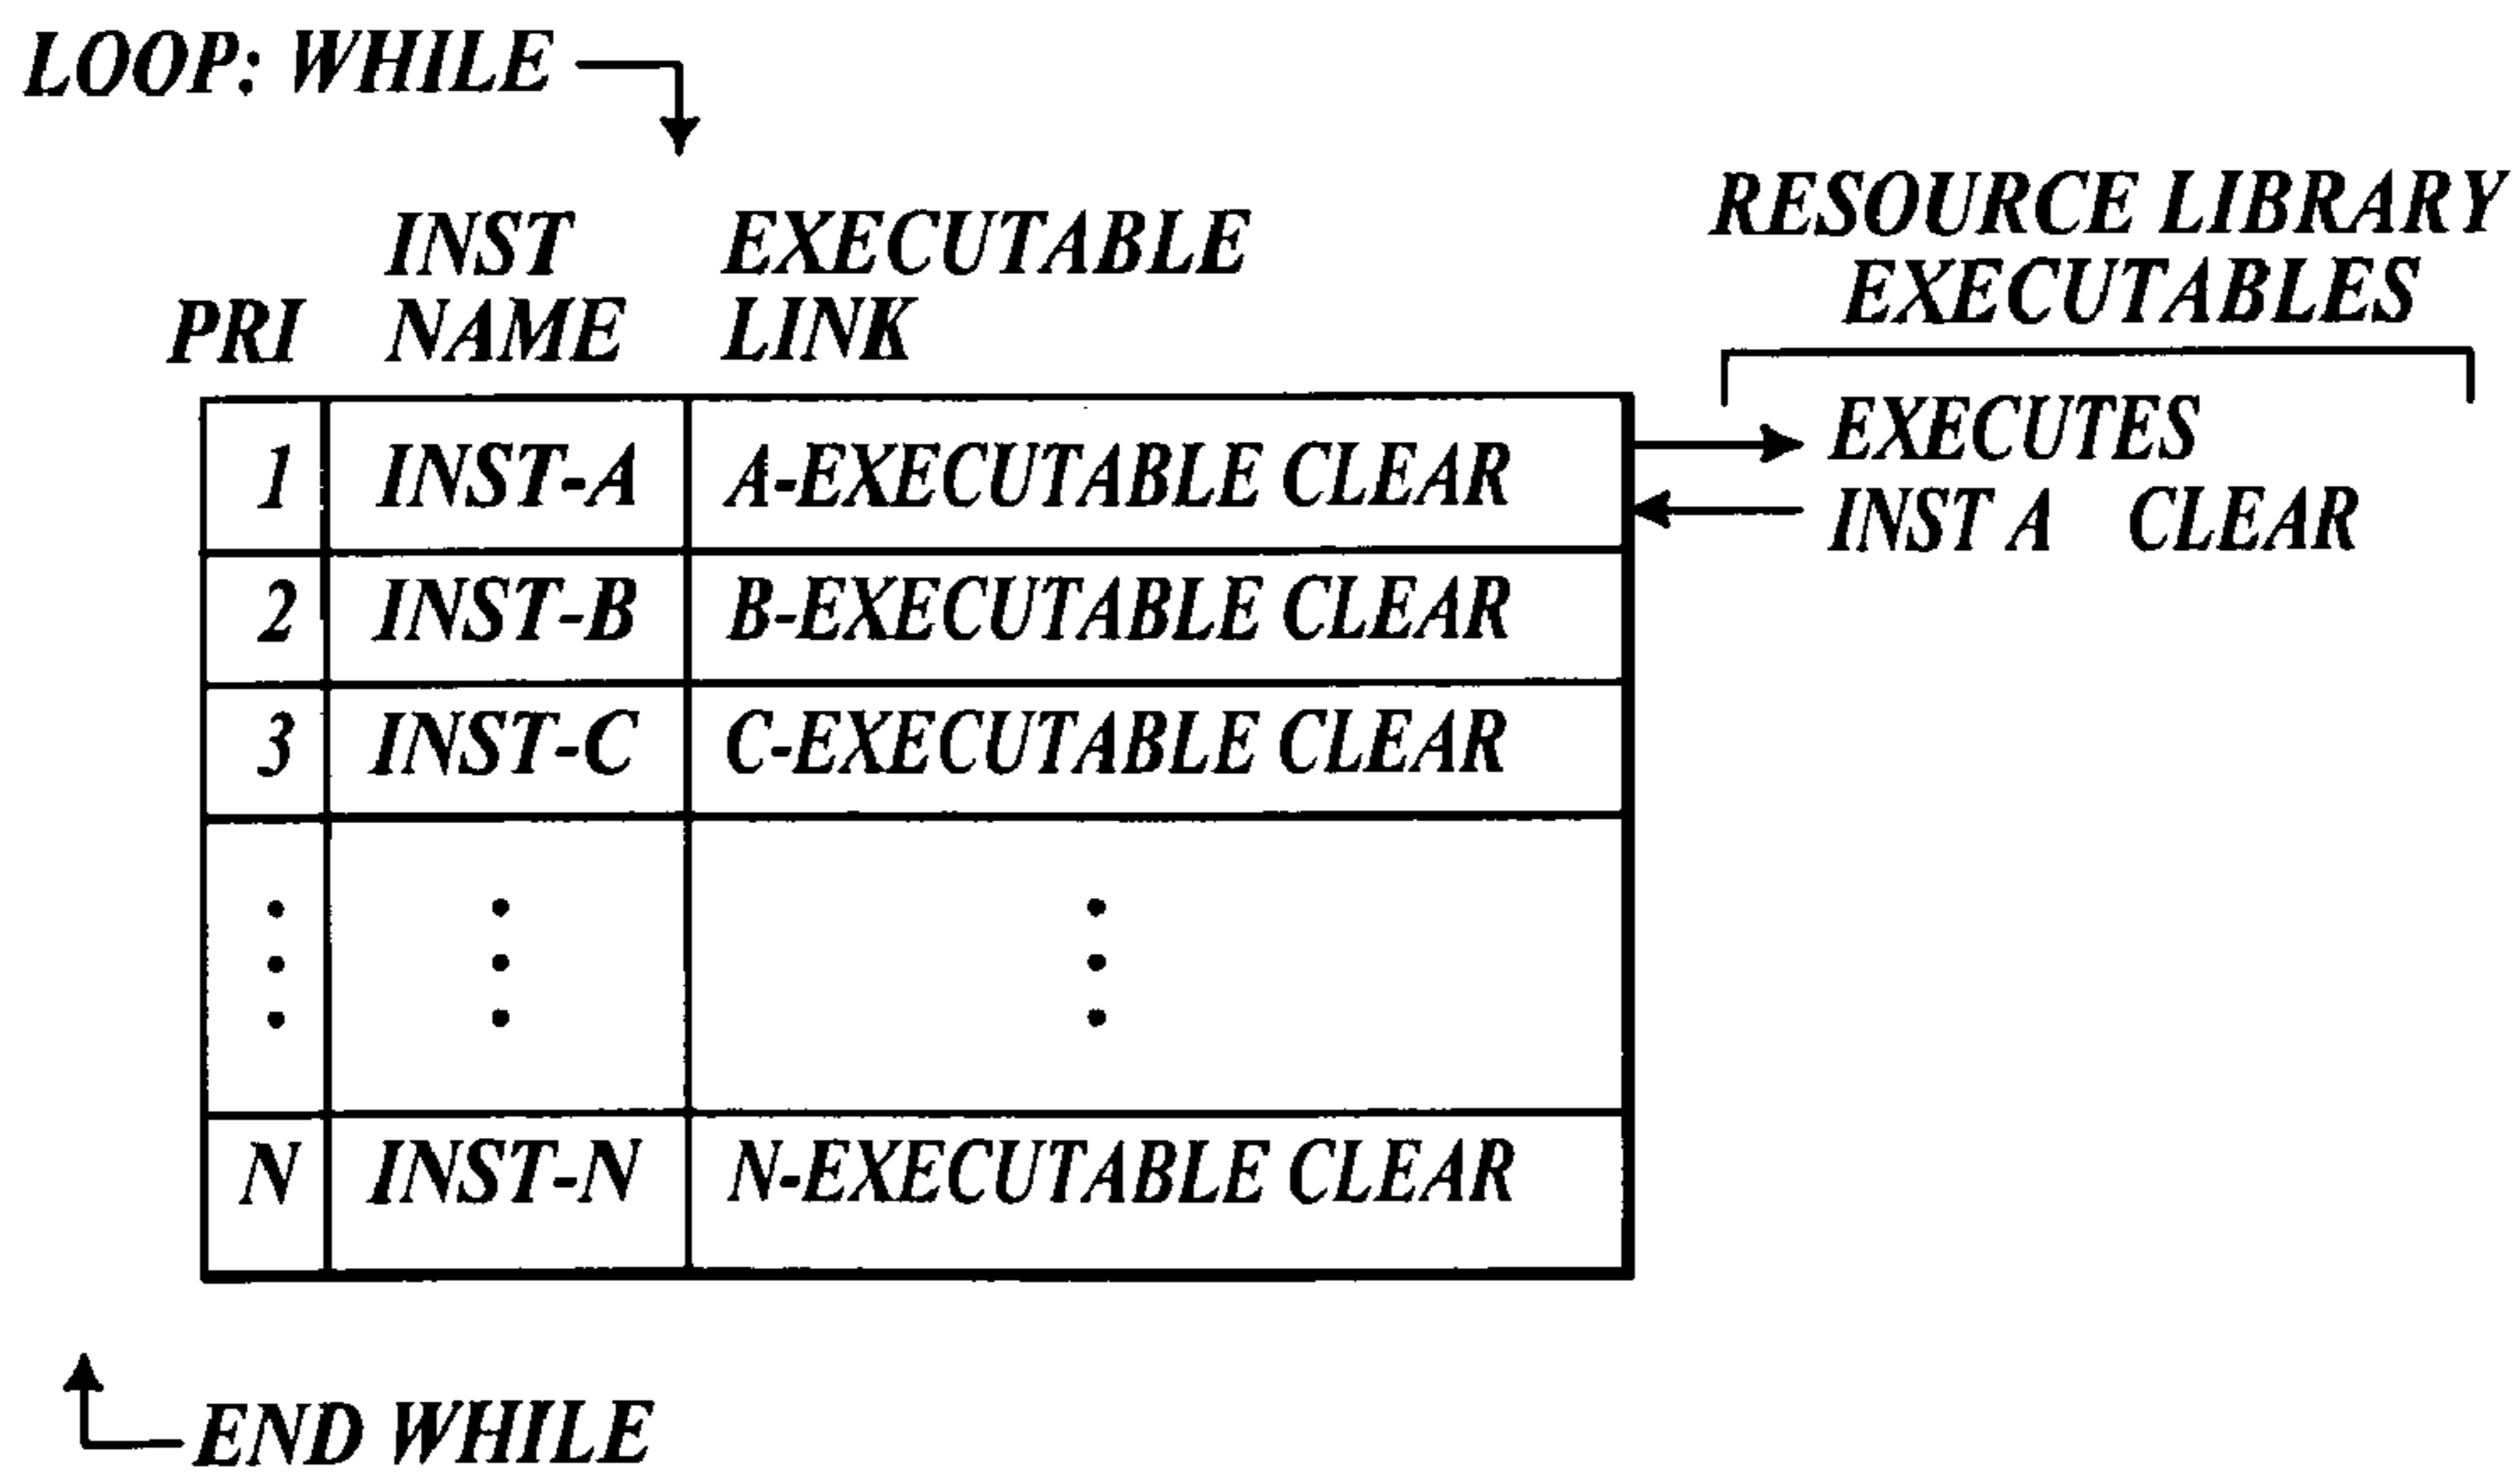 LOOP: WHILE
RESOURCE LIBRARY
EXECUTABLES
INST EXECUTABLE
PRI NAME LINK
1 INST-A A-EXECUTABLE CLEAR
EXECUTES
INST A CLEAR
2 INST-B B-EXECUTABLE CLEAR
3 INST-C C-EXECUTABLE CLEAR
N INST-N N-EXECUTABLE CLEAR
END WHILE